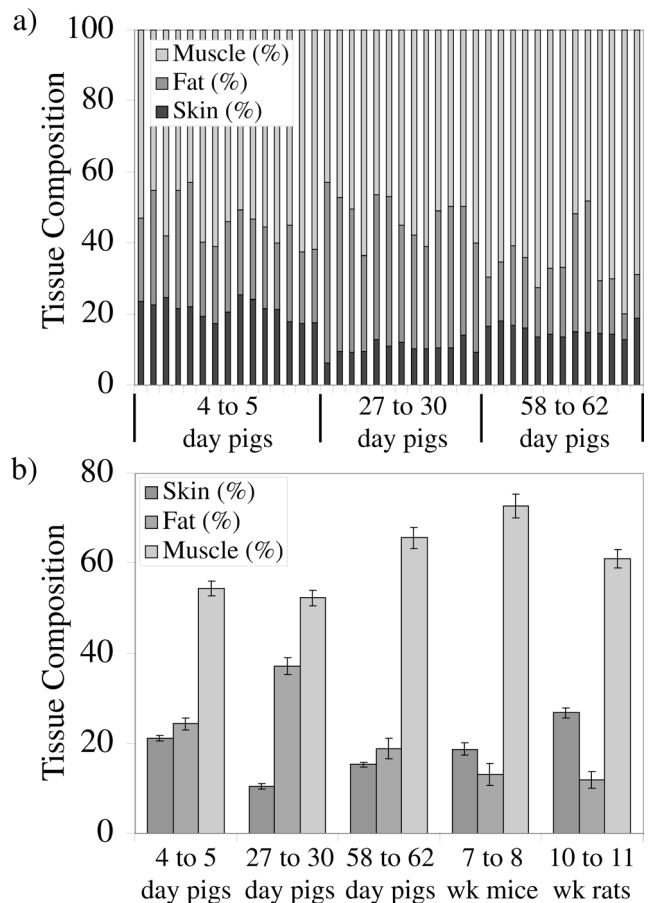 a)
100
80
60
40
20
0
Tissue Composition
Muscle (%)
Fat (%)
Skin (%)
4 to 5 27 to 30 58 to 62
day pigs day pigs day pigs
b)
80
60
40
20
0
Tissue Composition
Skin (%)
Fat (%)
Muscle (%)
4 to 5 27 to 30 58 to 62 7 to 8 10 to 11
day pigs day pigs day pigs wk mice wk rats